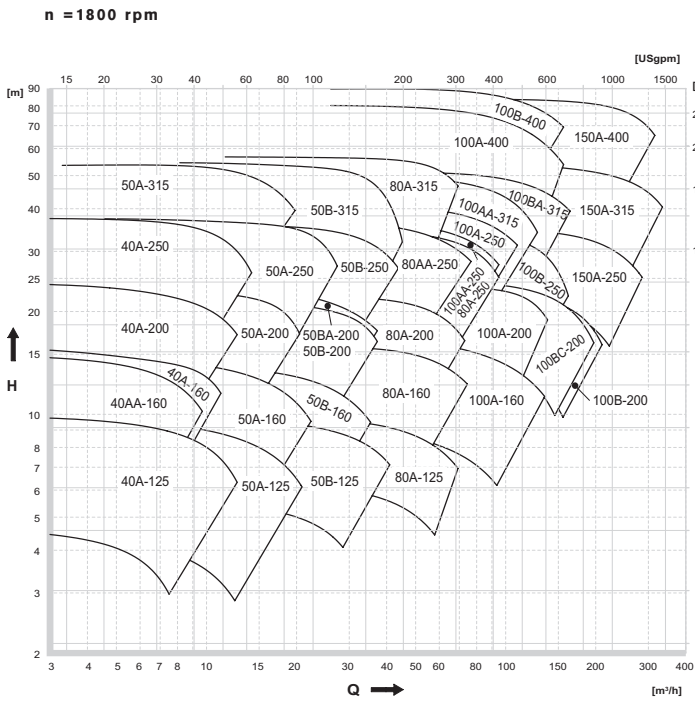 n =1800 rpm
[USgpm]
15 20 30 40 60 80 100 200 300 400 600 1000 1500
[m]
90
80
70
60
50
40
30
25
20
15
10
8
7
6
5
4
3
2
H
100B-400
150A-400
100A-400
50A-315
80A-315
100BA-315
50B-315
100AA-315
150A-315
100A-250
40A-250
50A-250
50B-250
80AA-250
100AA-250
80A-250
100B-250
150A-250
40A-200
50A-200
50BA-200
50B-200
80A-200
100A-200
100BC-200
40A-160
40AA-160
50A-160
50B-160
80A-160
100A-160
100B-200
40A-125
50A-125
50B-125
80A-125
3 4 5 6 7 8 10 15 20 30 40 50 60 80 100 150 200 300 400
Q
[m³/h]